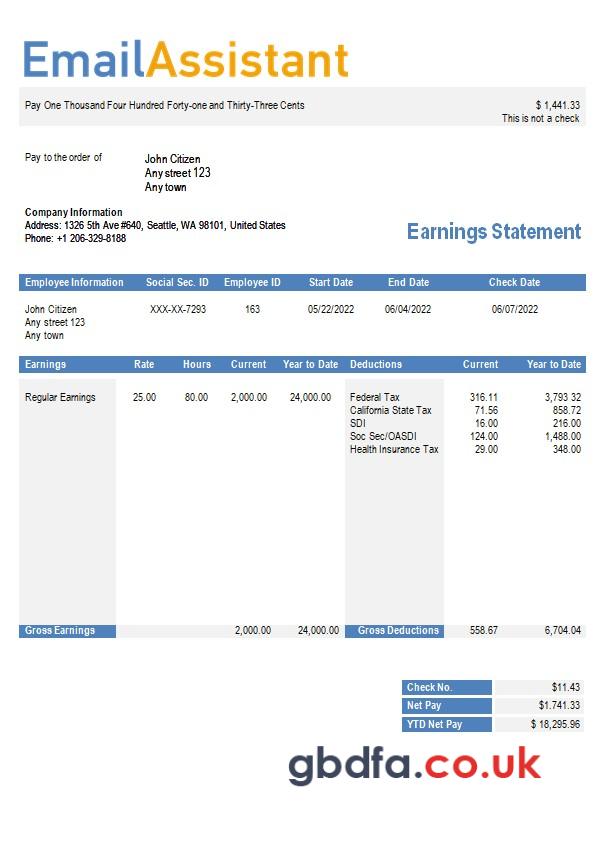 EmailAssistant
Pay One Thousand Four Hundred Forty-one and Thirty-Three Cents $ 1,441.33
This is not a check
Pay to the order of John Citizen
Any street 123
Any town
Company Information
Address: 1326 5th Ave #640, Seattle, WA 98101, United States
Phone: +1 206-329-8188
Earnings Statement
Employee Information Social Sec. ID Employee ID Start Date End Date Check Date
John Citizen XXX-XX-7293 163 05/22/2022 06/04/2022 06/07/2022
Any street 123
Any town
Earnings Rate Hours Current Year to Date Deductions Current Year to Date
Regular Earnings 25.00 80.00 2,000.00 24,000.00 Federal Tax 316.11 3,793 32
California State Tax 71.56 858.72
SDI 16.00 216.00
Soc Sec/OASDI 124.00 1,488.00
Health Insurance Tax 29.00 348.00
Gross Earnings 2,000.00 24,000.00 Gross Deductions 558.67 6,704.04
Check No. $11.43
Net Pay $1.741.33
YTD Net Pay $ 18,295.96
gbdfa.co.uk